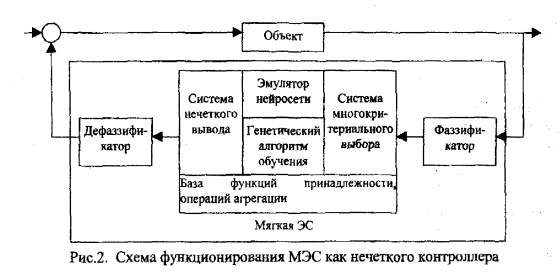 Объект
Эмулятор
нейросети
Система
нечеткого
вывода
Система
многокри-
териального
выбора
Генетический
алгоритм
обучения
Дефаззифи-
катор
Фаззифи-
катор
База функций принадлежности,
операций агрегации
Мягкая ЭС
Рис.2. Схема функционирования МЭС как нечеткого контроллера